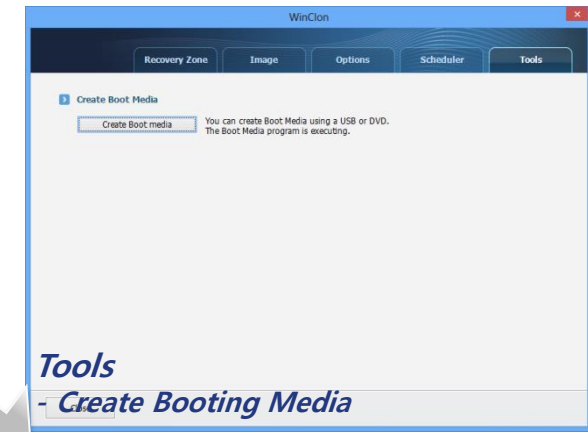 WinClon
Recovery Zone Image Options Scheduler Tools
Create Boot Media
Create Boot media
You can create Boot Media using a USB or DVD.
The Boot Media program is executing.
Tools
- Create Booting Media